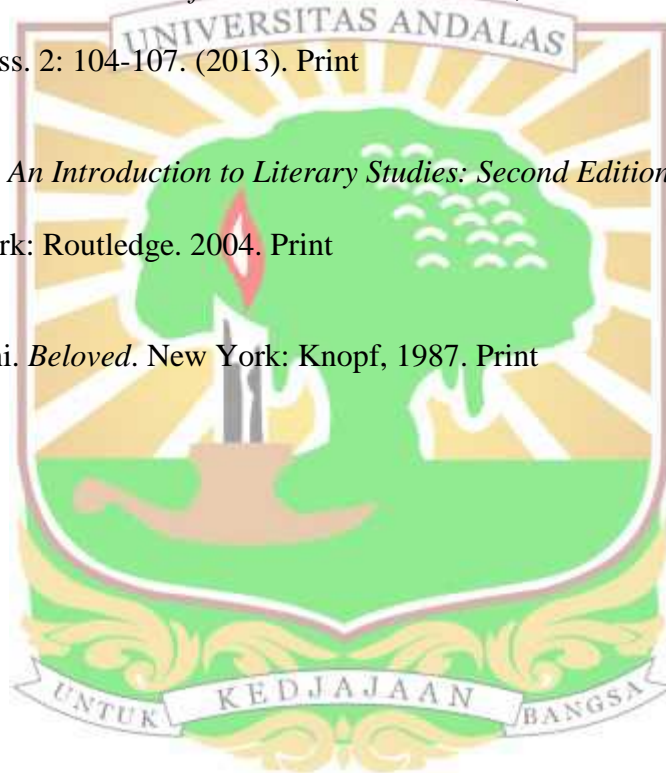 UNIVERSITAS ANDALAS
ss. 2: 104-107. (2013). Print
An Introduction to Literary Studies: Second Edition
rk: Routledge. 2004. Print
ni. Beloved. New York: Knopf, 1987. Print
UNTUK KEDJAJAAN BANGSA